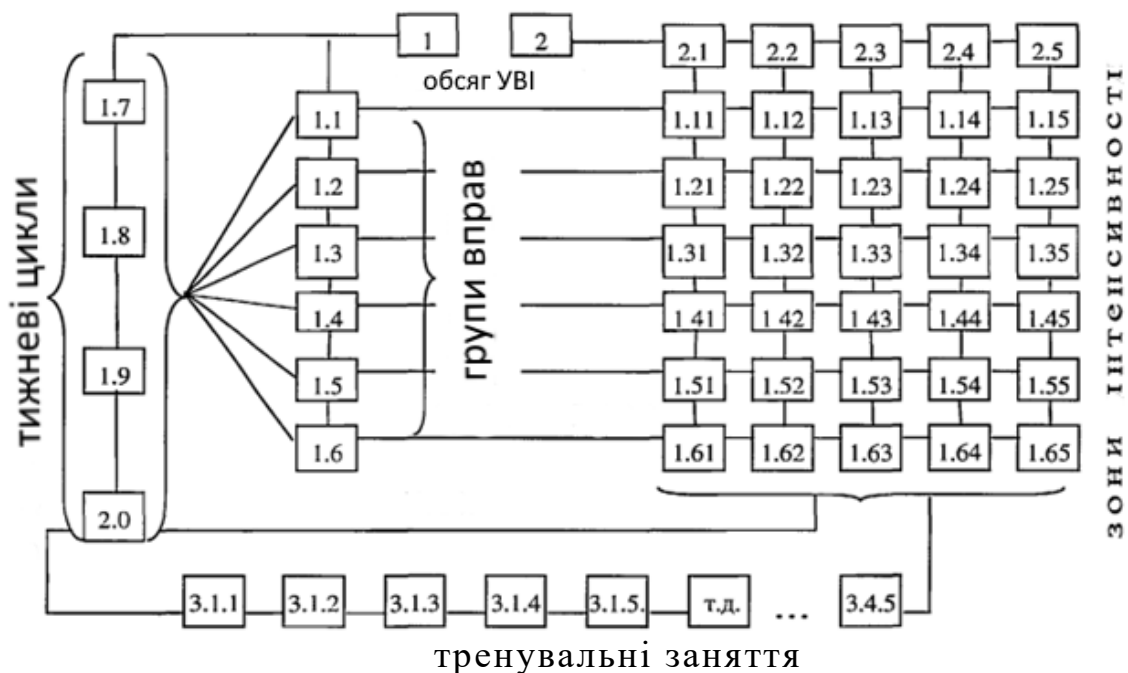 1 2 2.1 2.2 2.3 2.4 2.5
обсяг УВІ
1.7 1.1 1.11 1.12 1.13 1.14 1.15
1.2 1.21 1.22 1.23 1.24 1.25
1.8 1.3 1.31 1.32 1.33 1.34 1.35
1.4 1 41 1 42 1 43 1.44 1.45
1.9 1.5 1.51 1.52 1.53 1.54 1.55
1.6 1.61 1.62 1.63 1.64 1.65
2.0
тижневі цикли
групи вправ
зони інтепсивності
3.1.1 3.1.2 3.1.3 3.1.4 3.1.5. т.д. ... 3.4.5
тренувальні заняття